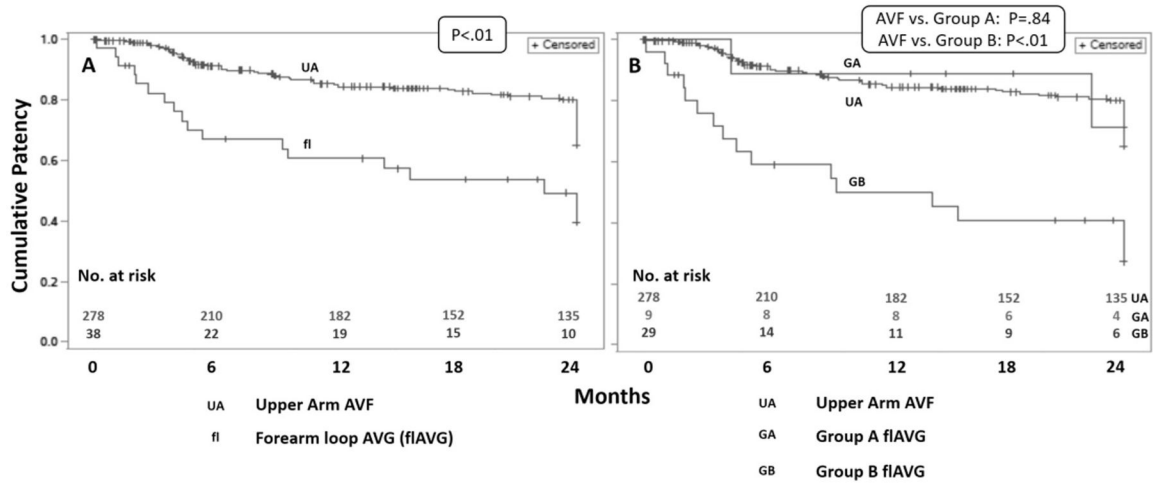 P<.01
+ Censored
A
UA
fl
Cumulative Patency
1.0
0.8
0.6
0.4
0.2
0.0
No. at risk
278 210 182 152 135
38 22 19 15 10
0 6 12 18 24
AVF vs. Group A: P=.84
AVF vs. Group B: P<.01
+ Censored
B
GA
UA
GB
No. at risk
278 210 182 152 135 UA
9 8 8 6 4 GA
29 14 11 9 6 GB
0 6 12 18 24
Months
UA Upper Arm AVF
fl Forearm loop AVG (flAVG)
UA Upper Arm AVF
GA Group A flAVG
GB Group B flAVG